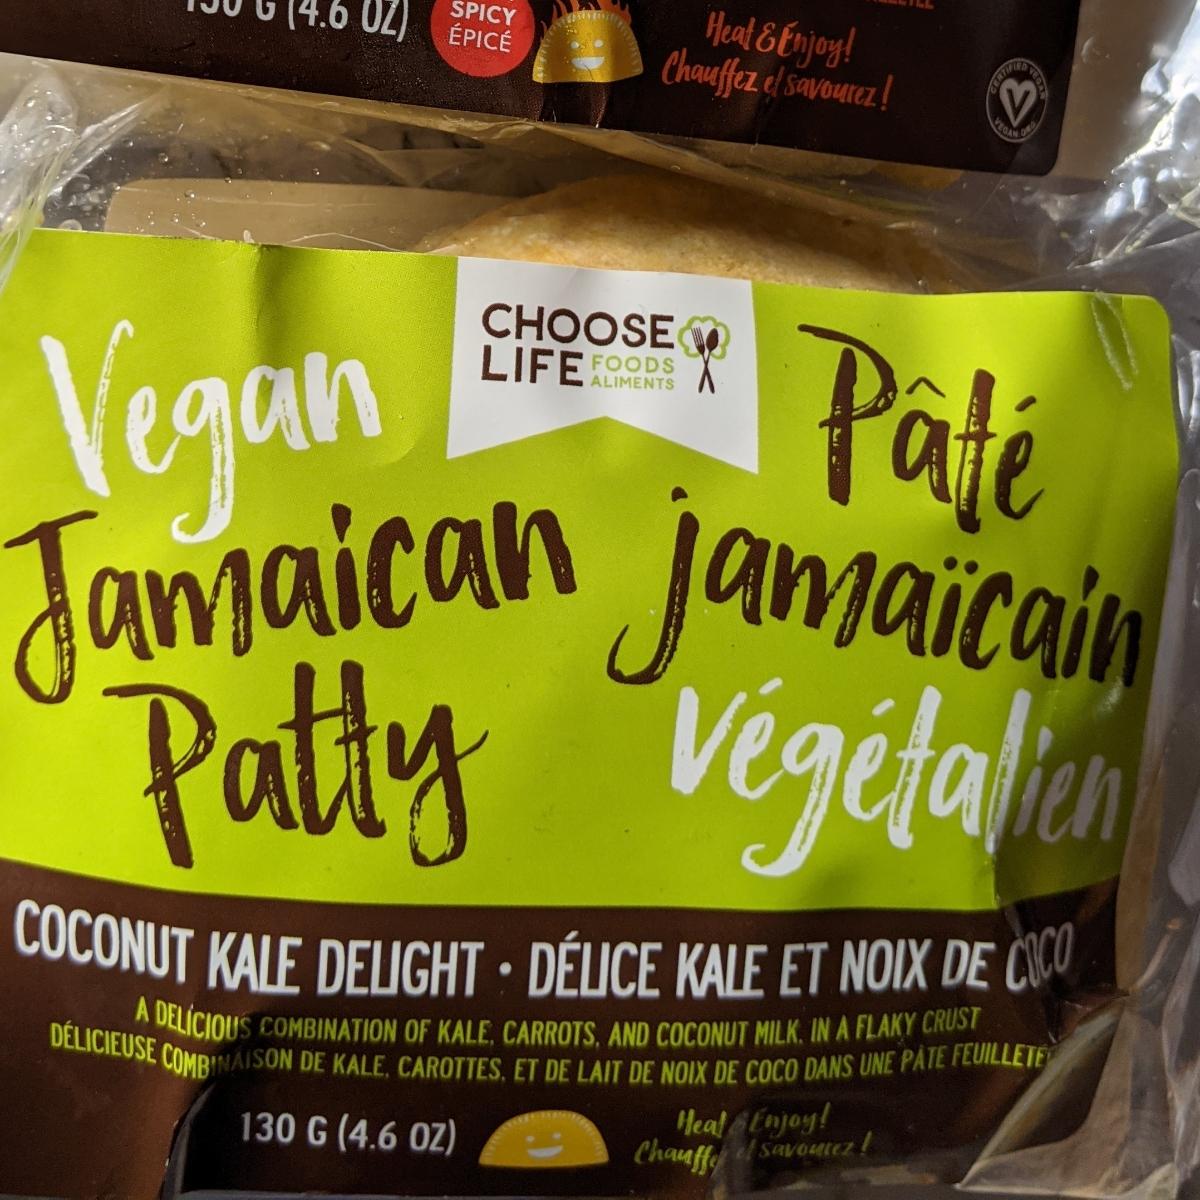 130 G (4.6 OZ)
SPICY
ÉPICÉ
Heat & Enjoy!
Chauffez et savourez!
CERTIFIED VEGAN
VEGAN.ORG
CHOOSE
LIFE FOODS
ALIMENTS
Vegan
Jamaican
Patty
Pâté
jamaïcain
végétalien
COCONUT KALE DELIGHT · DÉLICE KALE ET NOIX DE COCO
A DELICIOUS COMBINATION OF KALE, CARROTS, AND COCONUT MILK, IN A FLAKY CRUST
DÉLICIEUSE COMBINAISON DE KALE, CAROTTES, ET DE LAIT DE NOIX DE COCO DANS UNE PÂTE FEUILLETÉE
130 G (4.6 OZ)
Heat & Enjoy!
Chauffez et savourez!